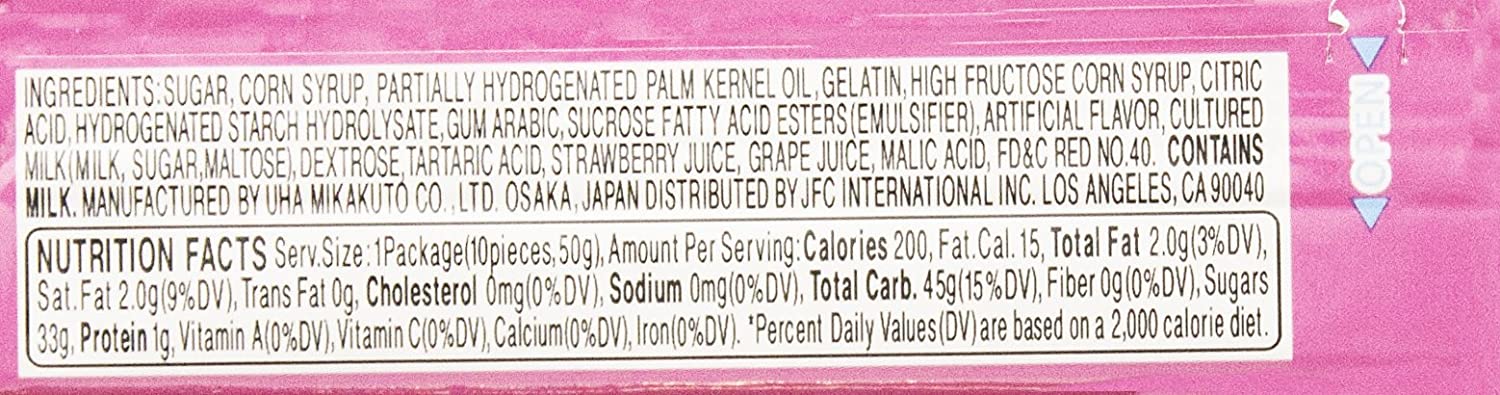 INGREDIENTS:SUGAR, CORN SYRUP, PARTIALLY HYDROGENATED PALM KERNEL OIL, GELATIN, HIGH FRUCTOSE CORN SYRUP, CITRIC
ACID, HYDROGENATED STARCH HYDROLYSATE, GUM ARABIC, SUCROSE FATTY ACID ESTERS(EMULSIFIER), ARTIFICIAL FLAVOR, CULTURED
MILK(MILK, SUGAR,MALTOSE), DEXTROSE, TARTARIC ACID, STRAWBERRY JUICE, GRAPE JUICE, MALIC ACID, FD&C RED NO.40. CONTAINS
MILK. MANUFACTURED BY UHA MIKAKUTO CO.,LTD. OSAKA, JAPAN DISTRIBUTED BY JFC INTERNATIONAL INC. LOS ANGELES, CA 90040
NUTRITION FACTS Serv.Size:1Package(10pieces,50g), Amount Per Serving:Calories 200, Fat.Cal.15, Total Fat 2.0g(3%DV),
Sat.Fat 2.0g(9%DV), Trans Fat 0g, Cholesterol 0mg(0%DV), Sodium 0mg(0%DV), Total Carb. 45g(15%DV), Fiber 0g(0%DV), Sugars
33g, Protein 1g, Vitamin A(0%DV), Vitamin C(0%DV), Calcium(0%DV), Iron(0%DV). *Percent Daily Values(DV) are based on a 2,000 calorie diet.
OPEN